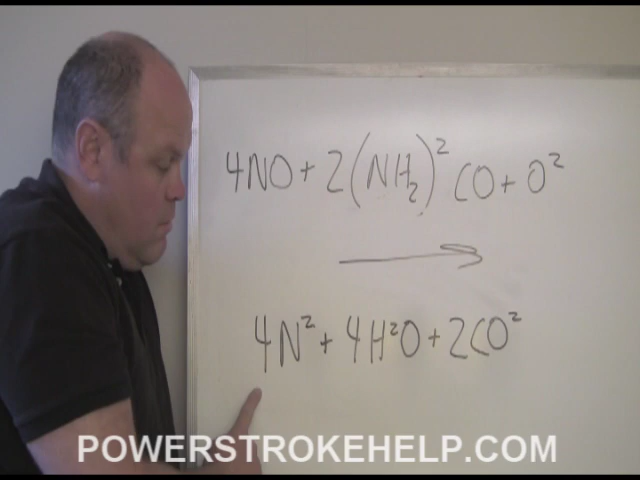 4NO + 2(NH₂)² CO + O²
4N² + 4H²O + 2CO²
POWERSTROKEHELP.COM